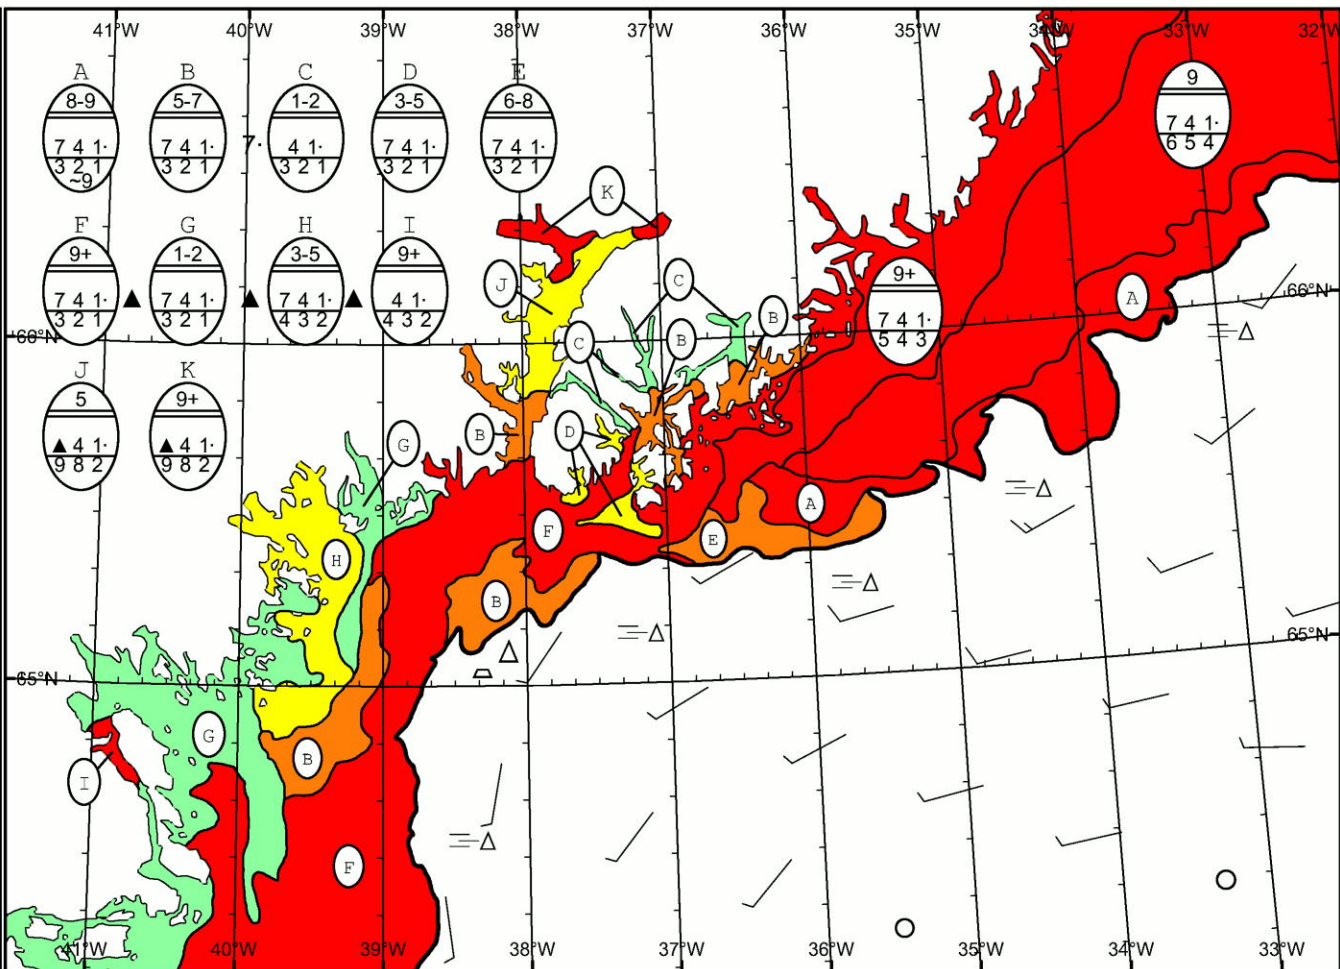 41°W 40°W 39°W 38°W 37°W 36°W 35°W 34°W 33°W 32°W
A B C D E
8-9 5-7 1-2 3-5 6-8
7 4 1· 7 4 1· 7· 4 1· 7 4 1· 7 4 1·
3 2 1 3 2 1 3 2 1 3 2 1 3 2 1
~9
9
7 4 1·
6 5 4
K
F G H I
9+ 1-2 3-5 9+
7 4 1· ▲ 7 4 1· ▲ 7 4 1· ▲ 4 1·
3 2 1 3 2 1 4 3 2 4 3 2
J C
9+
7 4 1·
5 4 3
A
66°N
66°N
B
C B
J K
5 9+
▲ 4 1· ▲ 4 1·
9 8 2 9 8 2
G B D
A
F E
H
B
65°N
65°N
G
B
I
F
41°W 40°W 39°W 38°W 37°W 36°W 35°W 34°W 33°W